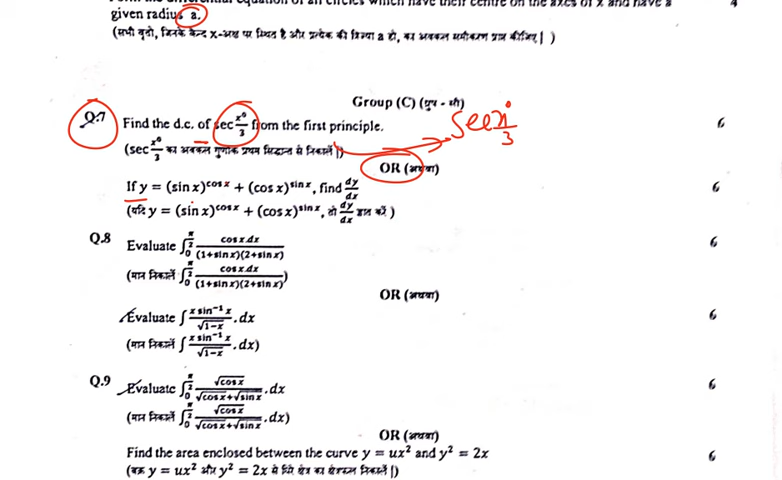 given radius a.
(सभी वृतो, जिनके केन्द X-अक्ष पर स्थित है और प्रत्येक की त्रिज्या a हो, का अवकल समीकरण प्राप्त कीजिए| )
4
Group (C) (ग्रुप - सी)
Q.7 Find the d.c. of sec x°/3 from the first principle. 6
sec x°/3
(sec x°/3 का अवकल गुणांक प्रथम सिद्धान्त से निकालें |)
OR (अथवा)
If y = (sin x)^cos x + (cos x)^sin x, find dy/dx 6
(यदि y = (sin x)^cos x + (cos x)^sin x, तो dy/dx ज्ञात करें )
Q.8 Evaluate ∫₀^(π/2) cos x.dx/((1+sin x)(2+sin x)) 6
(मान निकालें ∫₀^(π/2) cos x.dx/((1+sin x)(2+sin x)))
OR (अथवा)
Evaluate ∫ x sin⁻¹ x/√(1−x) .dx 6
(मान निकालें ∫ x sin⁻¹ x/√(1−x) .dx)
Q.9 Evaluate ∫₀^(π/2) √cos x/(√cos x+√sin x) .dx 6
(मान निकालें ∫₀^(π/2) √cos x/(√cos x+√sin x) .dx)
OR (अथवा)
Find the area enclosed between the curve y = ux² and y² = 2x 6
(वक्र y = ux² और y² = 2x से घिरे क्षेत्र का क्षेत्रफल निकालें |)